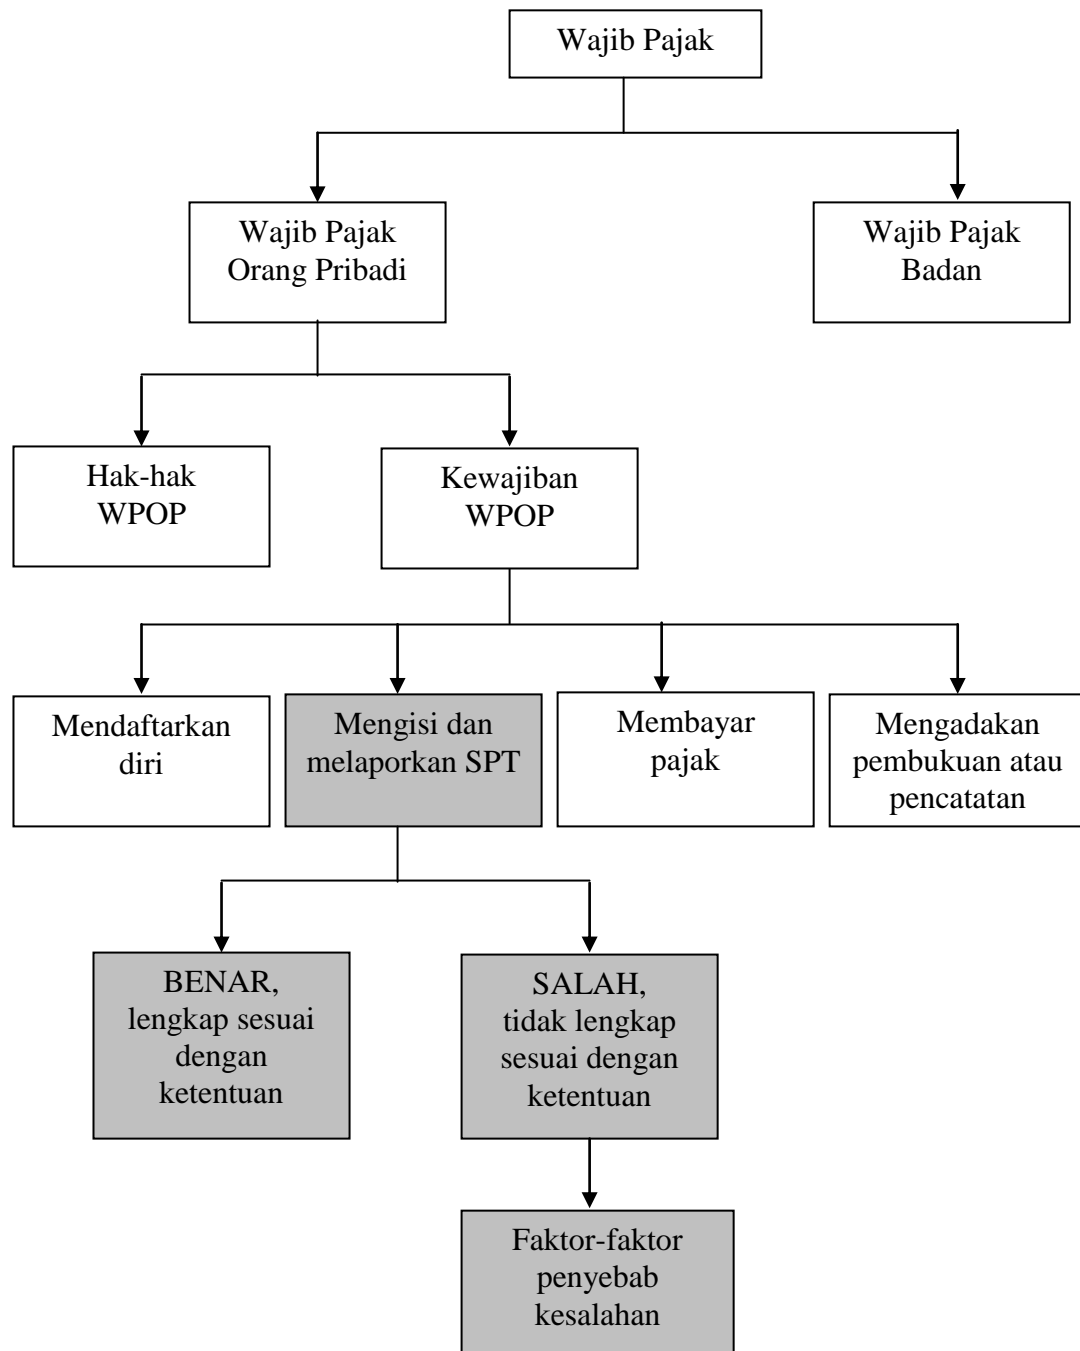 Wajib Pajak
Wajib Pajak
Orang Pribadi
Wajib Pajak
Badan
Hak-hak
WPOP
Kewajiban
WPOP
Mendaftarkan
diri
Mengisi dan
melaporkan SPT
Membayar
pajak
Mengadakan
pembukuan atau
pencatatan
BENAR,
lengkap sesuai
dengan
ketentuan
SALAH,
tidak lengkap
sesuai dengan
ketentuan
Faktor-faktor
penyebab
kesalahan